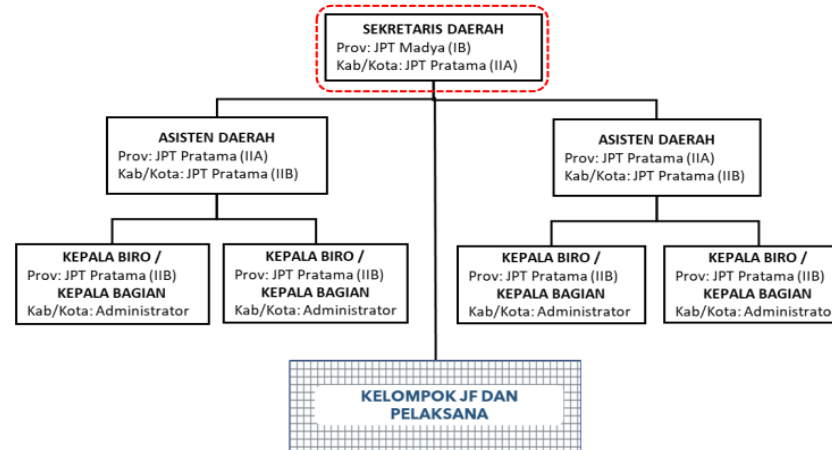 SEKRETARIS DAERAH
Prov: JPT Madya (IB)
Kab/Kota: JPT Pratama (IIA)
ASISTEN DAERAH
Prov: JPT Pratama (IIA)
Kab/Kota: JPT Pratama (IIB)
ASISTEN DAERAH
Prov: JPT Pratama (IIA)
Kab/Kota: JPT Pratama (IIB)
KEPALA BIRO /
Prov: JPT Pratama (IIB)
KEPALA BAGIAN
Kab/Kota: Administrator
KEPALA BIRO /
Prov: JPT Pratama (IIB)
KEPALA BAGIAN
Kab/Kota: Administrator
KEPALA BIRO /
Prov: JPT Pratama (IIB)
KEPALA BAGIAN
Kab/Kota: Administrator
KEPALA BIRO /
Prov: JPT Pratama (IIB)
KEPALA BAGIAN
Kab/Kota: Administrator
KELOMPOK JF DAN
PELAKSANA